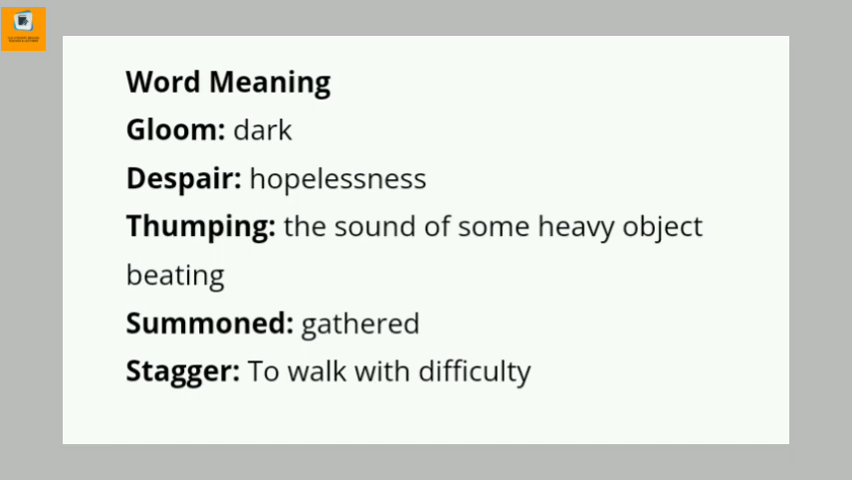 Word Meaning
Gloom: dark
Despair: hopelessness
Thumping: the sound of some heavy object
beating
Summoned: gathered
Stagger: To walk with difficulty